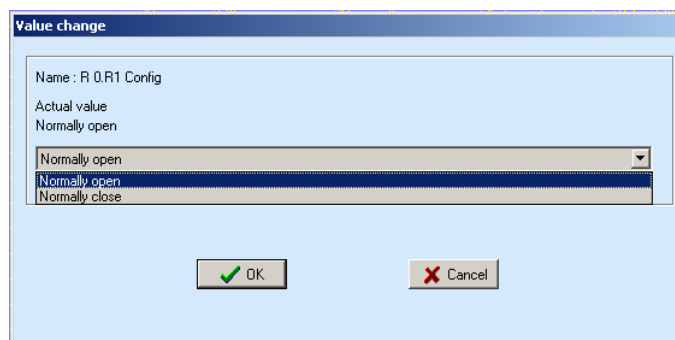 Value change
Name : R 0.R1 Config
Actual value
Normally open
Normally open
Normally open
Normally close
OK
Cancel